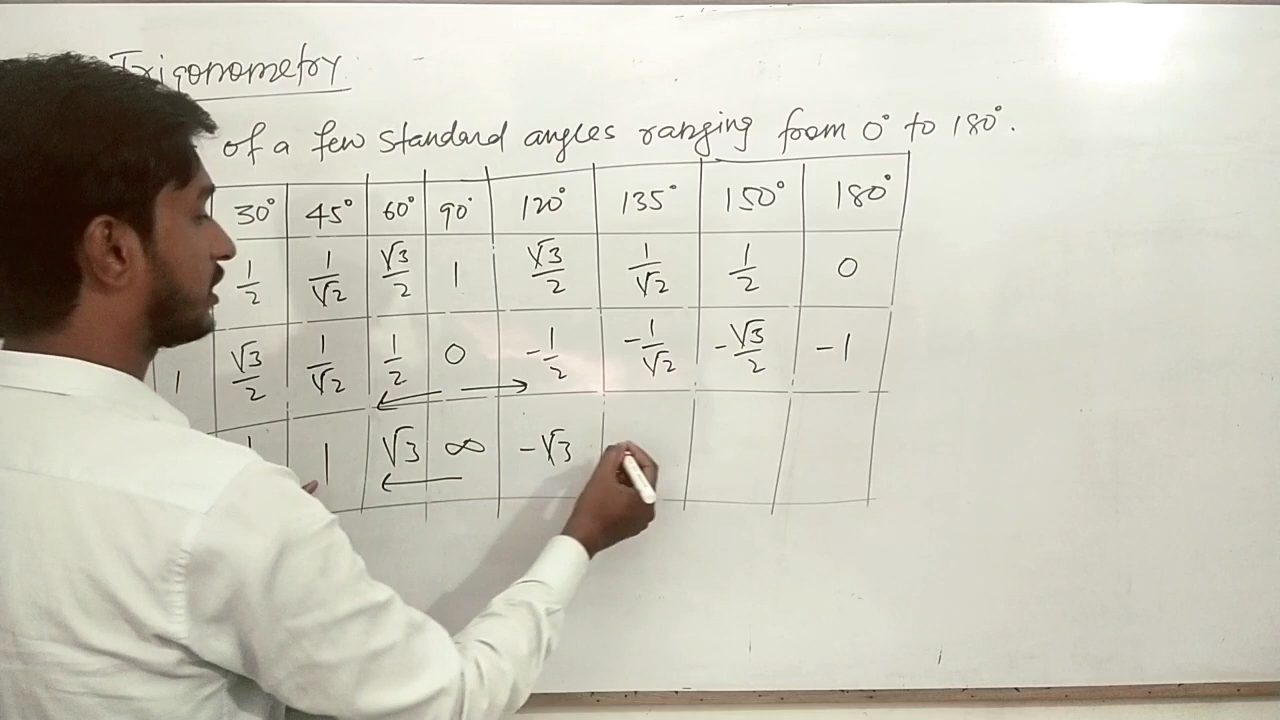 Trigonometry
of a few standard angles ranging from 0° to 180°.
30° 45° 60° 90° 120° 135° 150° 180°
1/2 1/√2 √3/2 1 √3/2 1/√2 1/2 0
1 √3/2 1/√2 1/2 0 -1/2 -1/√2 -√3/2 -1
1 √3 ∞ -√3